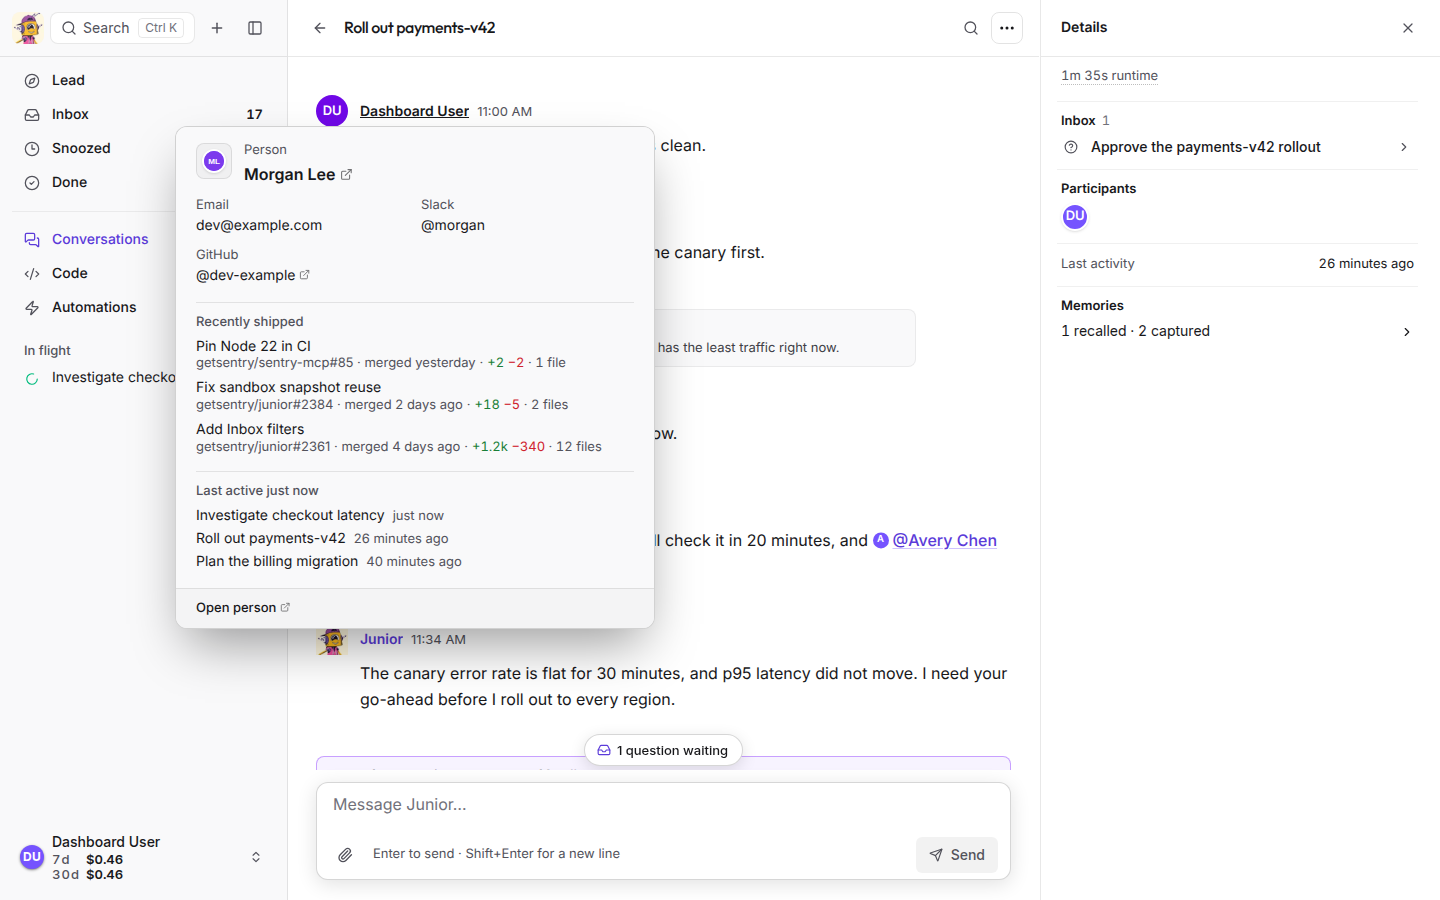 Search Ctrl K
Lead
Inbox 17
Snoozed
Done
Conversations
Code
Automations
In flight
Investigate checko
DU
Dashboard User
7d $0.46
30d $0.46
Roll out payments-v42
DU
Dashboard User 11:00 AM
clean.
canary first.
has the least traffic right now.
check it in 20 minutes, and A @Avery Chen
Junior 11:34 AM
The canary error rate is flat for 30 minutes, and p95 latency did not move. I need your
go-ahead before I roll out to every region.
1 question waiting
Message Junior...
Enter to send · Shift+Enter for a new line
Send
ML
Person
Morgan Lee
Email
dev@example.com
Slack
@morgan
GitHub
@dev-example
Recently shipped
Pin Node 22 in CI
getsentry/sentry-mcp#85 · merged yesterday · +2 −2 · 1 file
Fix sandbox snapshot reuse
getsentry/junior#2384 · merged 2 days ago · +18 −5 · 2 files
Add Inbox filters
getsentry/junior#2361 · merged 4 days ago · +1.2k −340 · 12 files
Last active just now
Investigate checkout latency just now
Roll out payments-v42 26 minutes ago
Plan the billing migration 40 minutes ago
Open person
Details
1m 35s runtime
Inbox 1
Approve the payments-v42 rollout
Participants
DU
Last activity 26 minutes ago
Memories
1 recalled · 2 captured